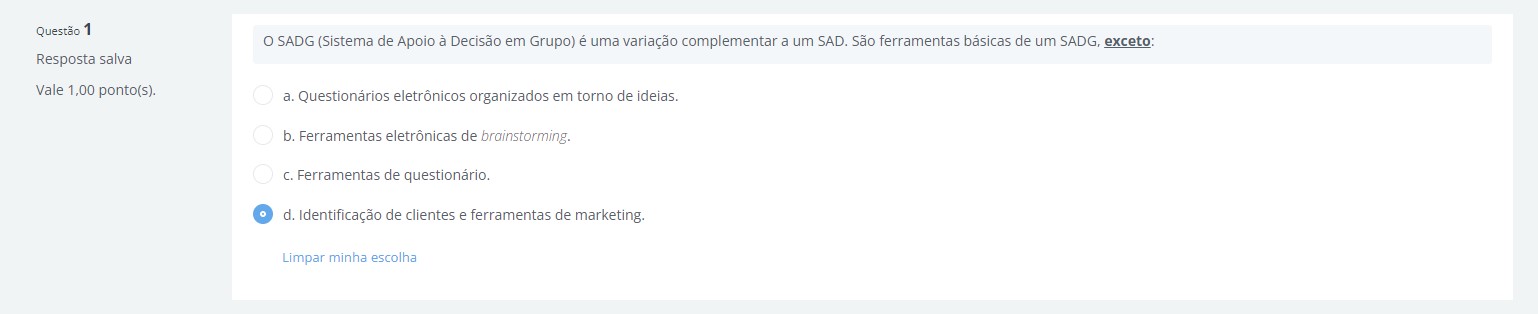 Questão 1
Resposta salva
Vale 1,00 ponto(s).
O SADG (Sistema de Apoio à Decisão em Grupo) é uma variação complementar a um SAD. São ferramentas básicas de um SADG, exceto:
a. Questionários eletrônicos organizados em torno de ideias.
b. Ferramentas eletrônicas de brainstorming.
c. Ferramentas de questionário.
d. Identificação de clientes e ferramentas de marketing.
Limpar minha escolha